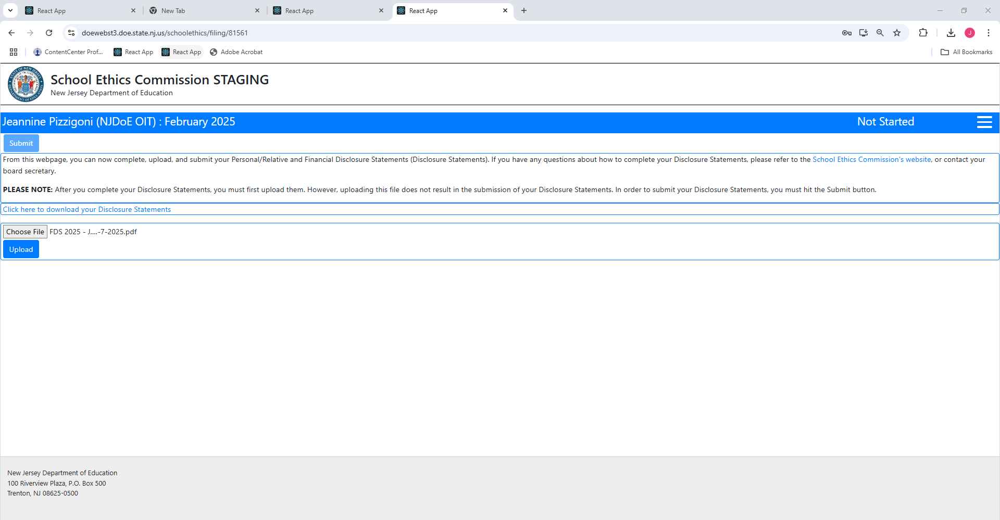 React App
New Tab
React App
React App
doewebst3.doe.state.nj.us/schoolethics/filing/81561
J
ContentCenter Prof...
React App
React App
Adobe Acrobat
All Bookmarks
School Ethics Commission STAGING
New Jersey Department of Education
Jeannine Pizzigoni (NJDoE OIT) : February 2025
Not Started
Submit
From this webpage, you can now complete, upload, and submit your Personal/Relative and Financial Disclosure Statements (Disclosure Statements). If you have any questions about how to complete your Disclosure Statements, please refer to the School Ethics Commission's website, or contact your
board secretary.
PLEASE NOTE: After you complete your Disclosure Statements, you must first upload them. However, uploading this file does not result in the submission of your Disclosure Statements. In order to submit your Disclosure Statements, you must hit the Submit button.
Click here to download your Disclosure Statements
Choose File FDS 2025 - J....-7-2025.pdf
Upload
New Jersey Department of Education
100 Riverview Plaza, P.O. Box 500
Trenton, NJ 08625-0500